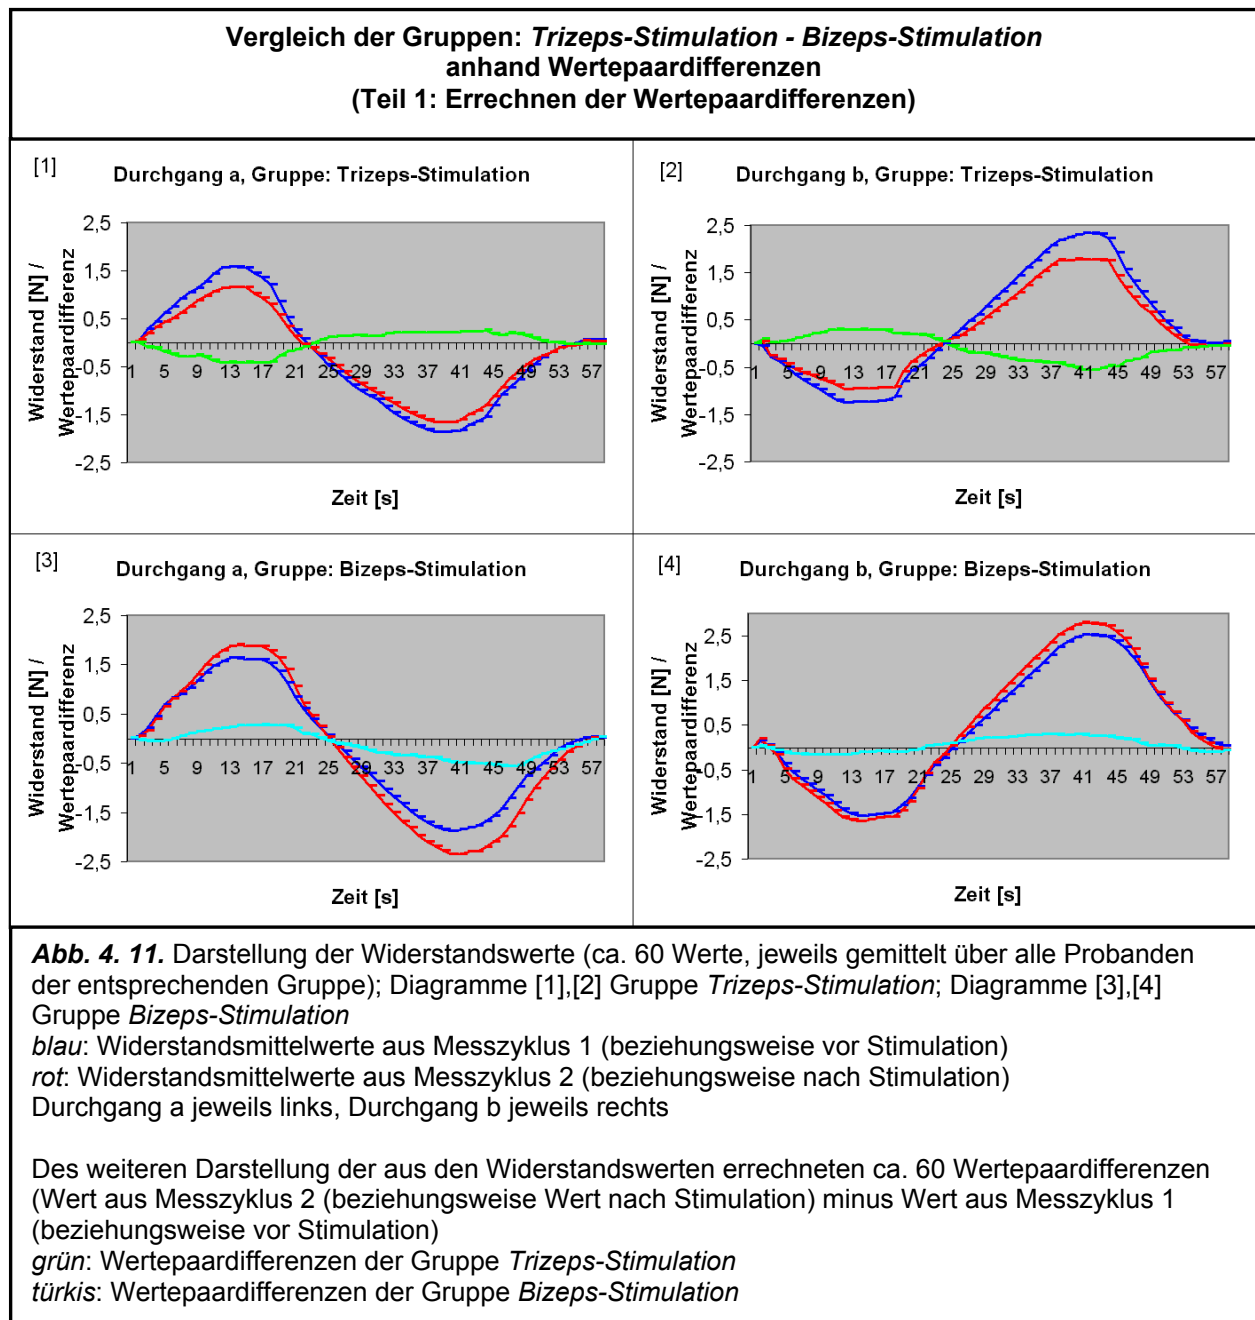 Vergleich der Gruppen: Trizeps-Stimulation - Bizeps-Stimulation
anhand Wertepaardifferenzen
(Teil 1: Errechnen der Wertepaardifferenzen)
[1]
Durchgang a, Gruppe: Trizeps-Stimulation
Widerstand [N] /
Wertepaardifferenz
2,5
1,5
0,5
-0,5
-1,5
-2,5
1 5 9 13 17 21 25 29 33 37 41 45 49 53 57
Zeit [s]
[2]
Durchgang b, Gruppe: Trizeps-Stimulation
Widerstand [N] /
Wertepaardifferenz
2,5
1,5
0,5
-0,5
-1,5
-2,5
1 5 9 13 17 21 25 29 33 37 41 45 49 53 57
Zeit [s]
[3]
Durchgang a, Gruppe: Bizeps-Stimulation
Widerstand [N] /
Wertepaardifferenz
2,5
1,5
0,5
-0,5
-1,5
-2,5
1 5 9 13 17 21 25 29 33 37 41 45 49 53 57
Zeit [s]
[4]
Durchgang b, Gruppe: Bizeps-Stimulation
Widerstand [N] /
Wertepaardifferenz
2,5
1,5
0,5
-0,5
-1,5
-2,5
1 5 9 13 17 21 25 29 33 37 41 45 49 53 57
Zeit [s]
Abb. 4. 11. Darstellung der Widerstandswerte (ca. 60 Werte, jeweils gemittelt über alle Probanden
der entsprechenden Gruppe); Diagramme [1],[2] Gruppe Trizeps-Stimulation; Diagramme [3],[4]
Gruppe Bizeps-Stimulation
blau: Widerstandsmittelwerte aus Messzyklus 1 (beziehungsweise vor Stimulation)
rot: Widerstandsmittelwerte aus Messzyklus 2 (beziehungsweise nach Stimulation)
Durchgang a jeweils links, Durchgang b jeweils rechts
Des weiteren Darstellung der aus den Widerstandswerten errechneten ca. 60 Wertepaardifferenzen
(Wert aus Messzyklus 2 (beziehungsweise Wert nach Stimulation) minus Wert aus Messzyklus 1
(beziehungsweise vor Stimulation)
grün: Wertepaardifferenzen der Gruppe Trizeps-Stimulation
türkis: Wertepaardifferenzen der Gruppe Bizeps-Stimulation